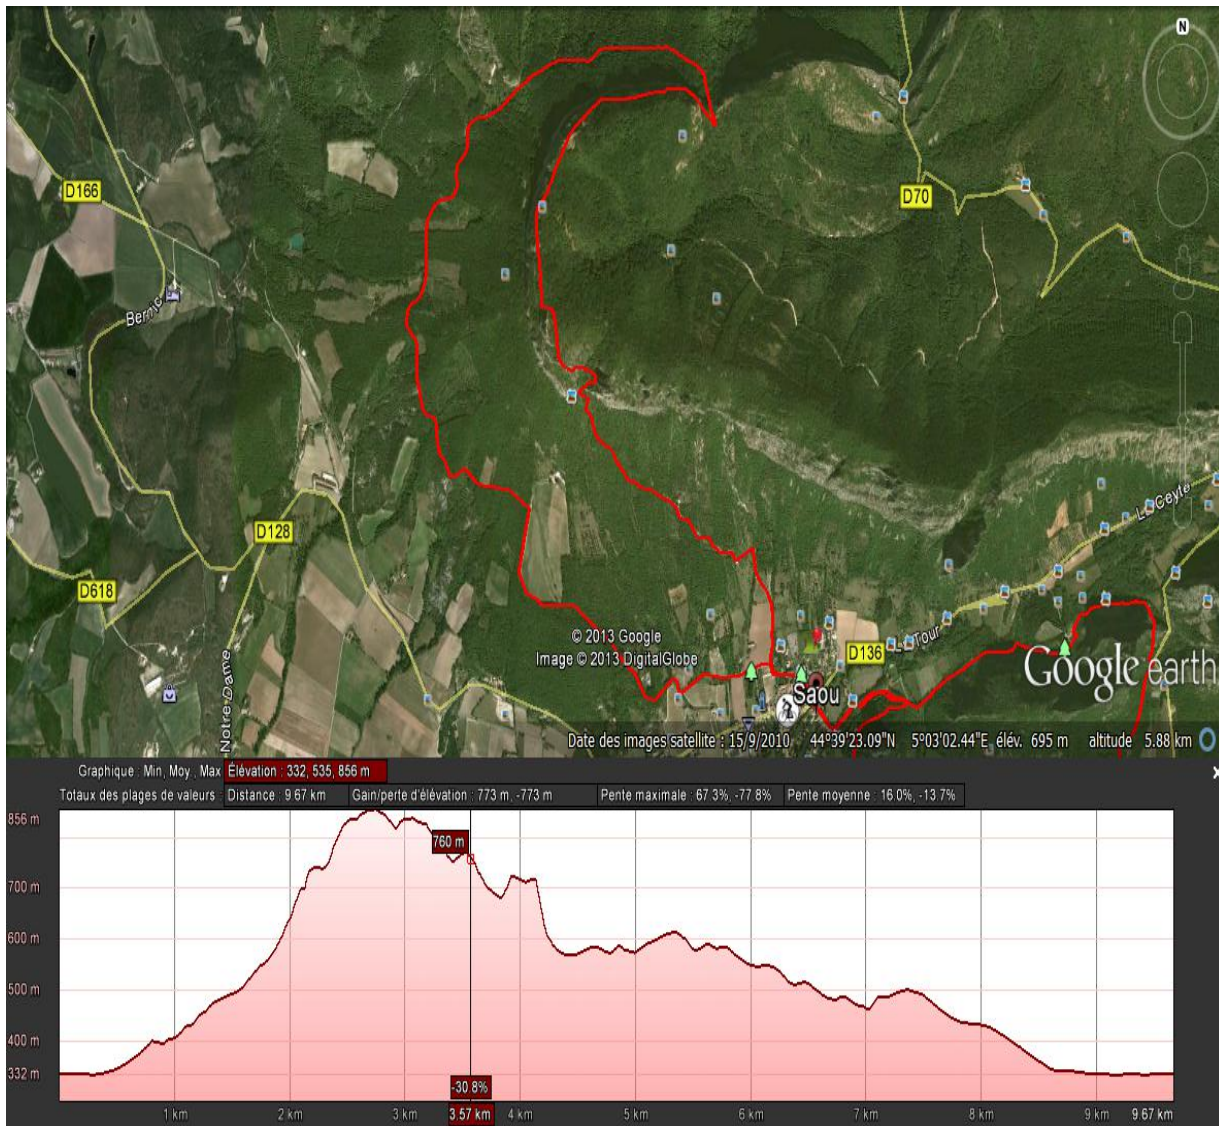 N
D166
D70
Bernic
D128
D618
Notre Dame
La Ceyte
© 2013 Google
Image © 2013 DigitalGlobe
D136
La Tour
Google earth
Saou
Date des images satellite : 15/9/2010 44°39'23.09"N 5°03'02.44"E élév. 695 m altitude 5.88 km
Graphique : Min, Moy., Max Élévation : 332, 535, 856 m
Totaux des plages de valeurs : Distance : 9.67 km Gain/perte d'élévation : 773 m, -773 m Pente maximale : 67.3%, -77.8% Pente moyenne : 16.0%, -13.7%
856 m
760 m
700 m
600 m
500 m
400 m
332 m
-30.8%
1 km 2 km 3 km 3.57 km 4 km 5 km 6 km 7 km 8 km 9 km 9.67 km